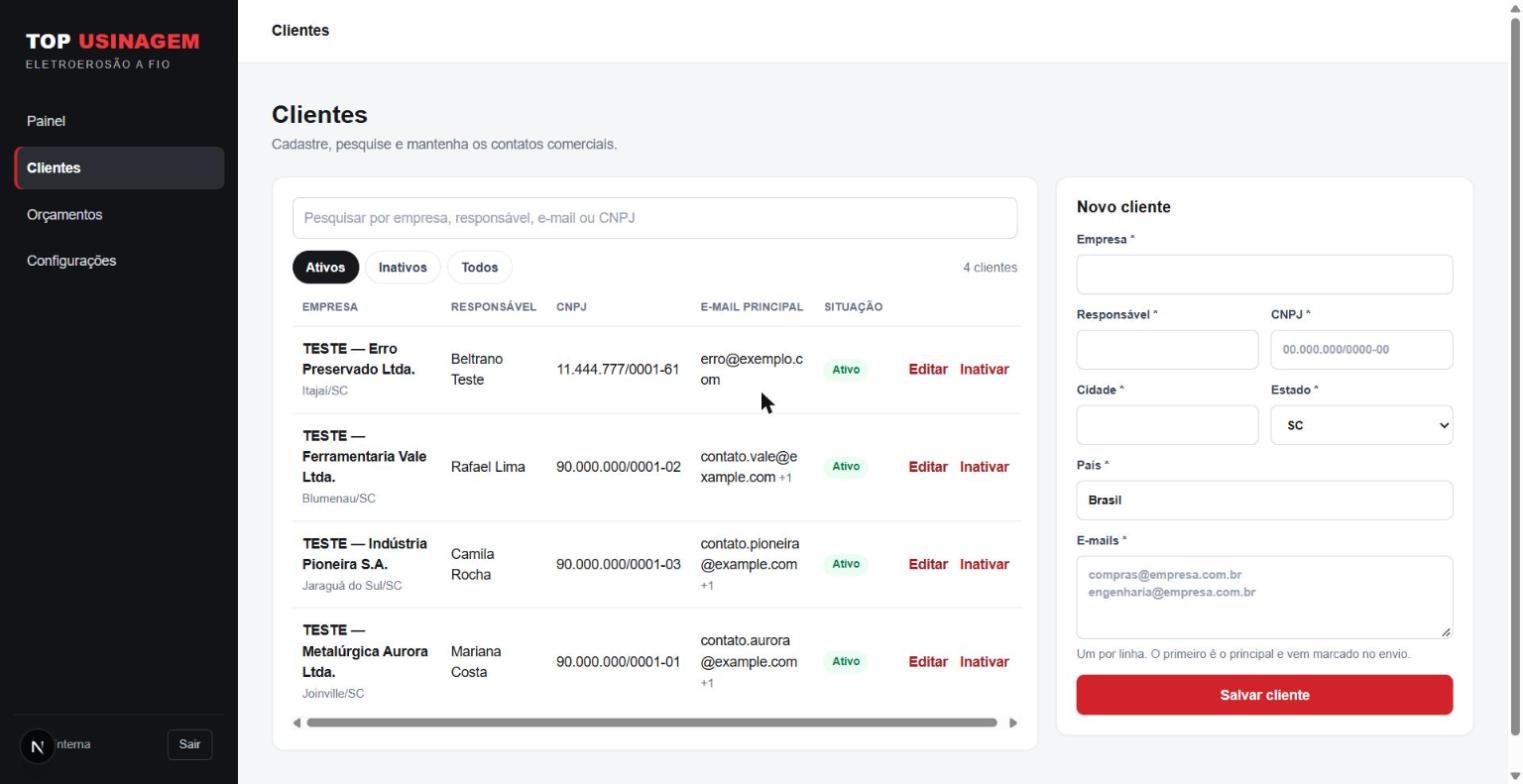 TOP USINAGEM
ELETROEROSÃO A FIO
Painel
Clientes
Orçamentos
Configurações
nterna
Sair
Clientes
Clientes
Cadastre, pesquise e mantenha os contatos comerciais.
Pesquisar por empresa, responsável, e-mail ou CNPJ
Ativos Inativos Todos 4 clientes
EMPRESA RESPONSÁVEL CNPJ E-MAIL PRINCIPAL SITUAÇÃO
TESTE — Erro
Preservado Ltda.
Itajaí/SC
Beltrano
Teste
11.444.777/0001-61
erro@exemplo.c
om
Ativo
Editar Inativar
TESTE —
Ferramentaria Vale
Ltda.
Blumenau/SC
Rafael Lima
90.000.000/0001-02
contato.vale@e
xample.com +1
Ativo
Editar Inativar
TESTE — Indústria
Pioneira S.A.
Jaraguá do Sul/SC
Camila
Rocha
90.000.000/0001-03
contato.pioneira
@example.com
+1
Ativo
Editar Inativar
TESTE —
Metalúrgica Aurora
Ltda.
Joinville/SC
Mariana
Costa
90.000.000/0001-01
contato.aurora
@example.com
+1
Ativo
Editar Inativar
Novo cliente
Empresa *
Responsável * CNPJ *
00.000.000/0000-00
Cidade * Estado *
SC
País *
Brasil
E-mails *
compras@empresa.com.br
engenharia@empresa.com.br
Um por linha. O primeiro é o principal e vem marcado no envio.
Salvar cliente